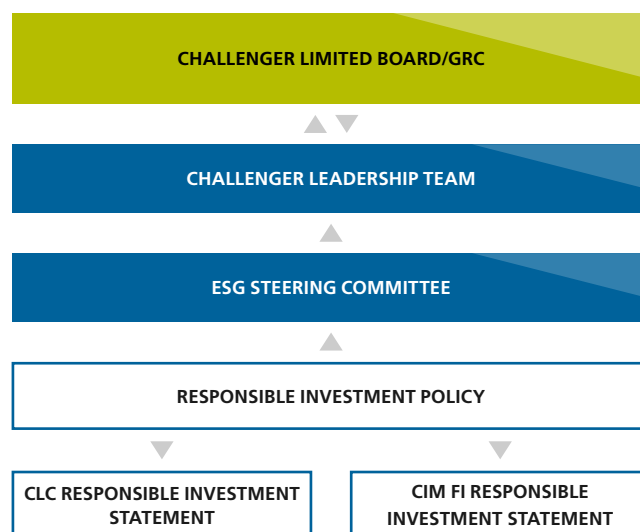 CHALLENGER LIMITED BOARD/GRC
CHALLENGER LEADERSHIP TEAM
ESG STEERING COMMITTEE
RESPONSIBLE INVESTMENT POLICY
CLC RESPONSIBLE INVESTMENT
STATEMENT
CIM FI RESPONSIBLE
INVESTMENT STATEMENT